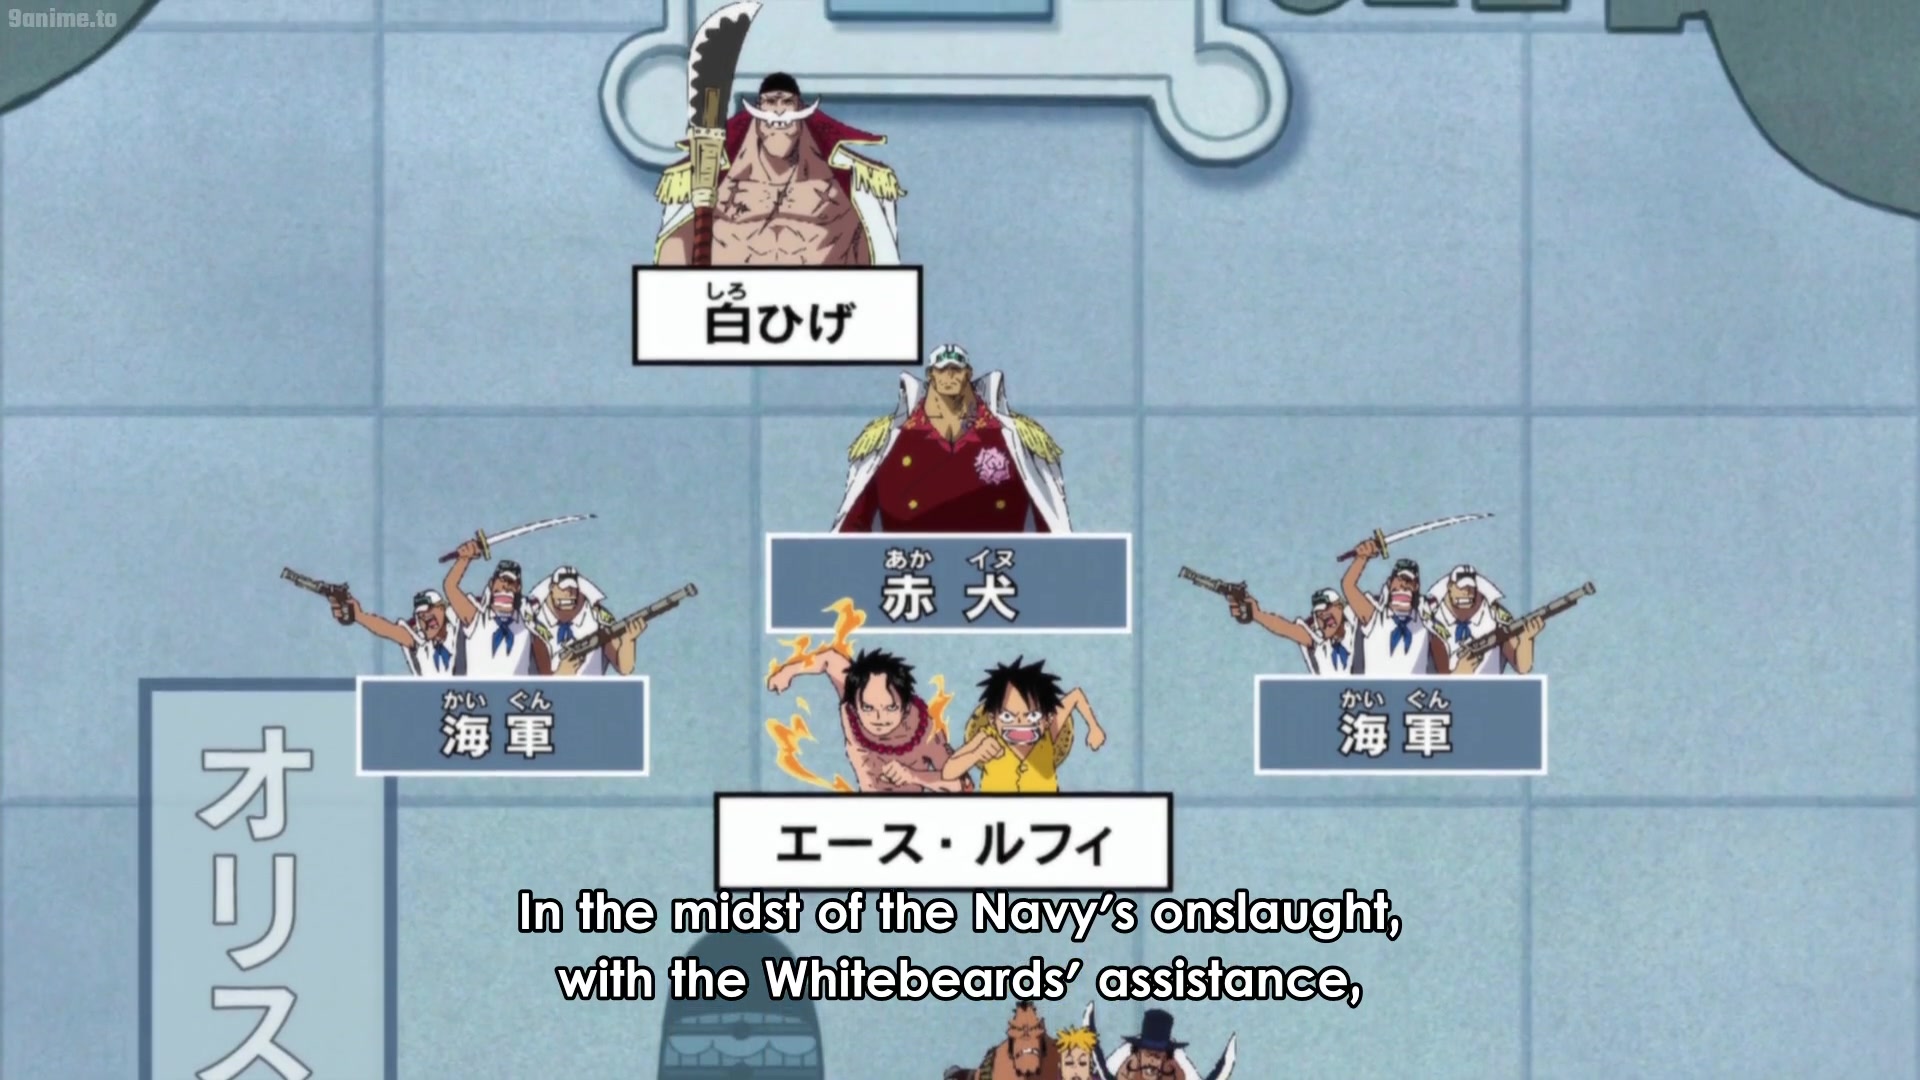 9anime.to
しろ
白ひげ
あか イヌ
赤 犬
かい ぐん
海軍
かい ぐん
海軍
エース・ルフィ
オリス
In the midst of the Navy's onslaught,
with the Whitebeards' assistance,